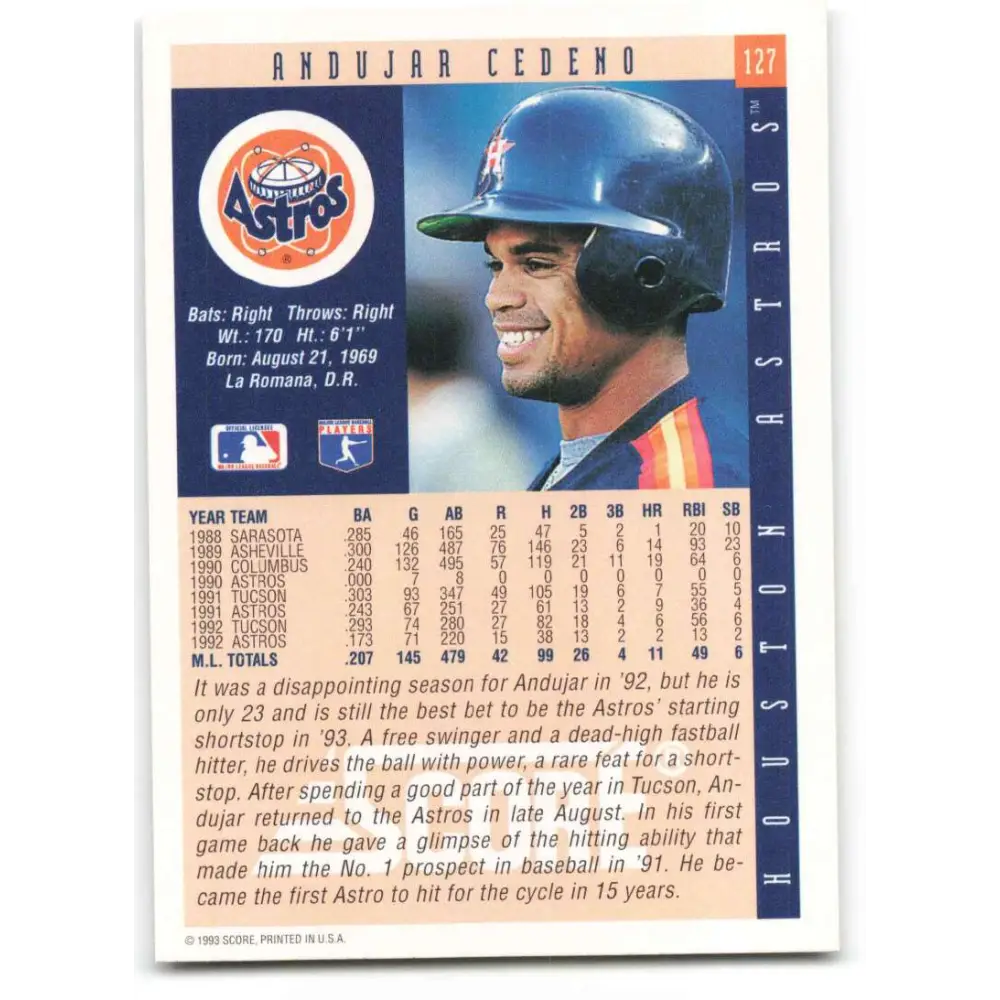 ANDUJAR CEDENO
127
Astros
®
Bats: Right Throws: Right
Wt.: 170 Ht.: 6'1"
Born: August 21, 1969
La Romana, D.R.
OFFICIAL LICENSEE
MAJOR LEAGUE BASEBALL
MAJOR LEAGUE BASEBALL
PLAYERS
H
HOUSTON ASTROS™
YEAR TEAM BA G AB R H 2B 3B HR RBI SB
1988 SARASOTA .285 46 165 25 47 5 2 1 20 10
1989 ASHEVILLE .300 126 487 76 146 23 6 14 93 23
1990 COLUMBUS .240 132 495 57 119 21 11 19 64 6
1990 ASTROS .000 7 8 0 0 0 0 0 0 0
1991 TUCSON .303 93 347 49 105 19 6 7 55 5
1991 ASTROS .243 67 251 27 61 13 2 9 36 4
1992 TUCSON .293 74 280 27 82 18 4 6 56 6
1992 ASTROS .173 71 220 15 38 13 2 2 13 2
M.L. TOTALS .207 145 479 42 99 26 4 11 49 6
It was a disappointing season for Andujar in '92, but he is
only 23 and is still the best bet to be the Astros' starting
shortstop in '93. A free swinger and a dead-high fastball
hitter, he drives the ball with power, a rare feat for a short-
stop. After spending a good part of the year in Tucson, An-
dujar returned to the Astros in late August. In his first
game back he gave a glimpse of the hitting ability that
made him the No. 1 prospect in baseball in '91. He be-
came the first Astro to hit for the cycle in 15 years.
SCORE®
© 1993 SCORE, PRINTED IN U.S.A.